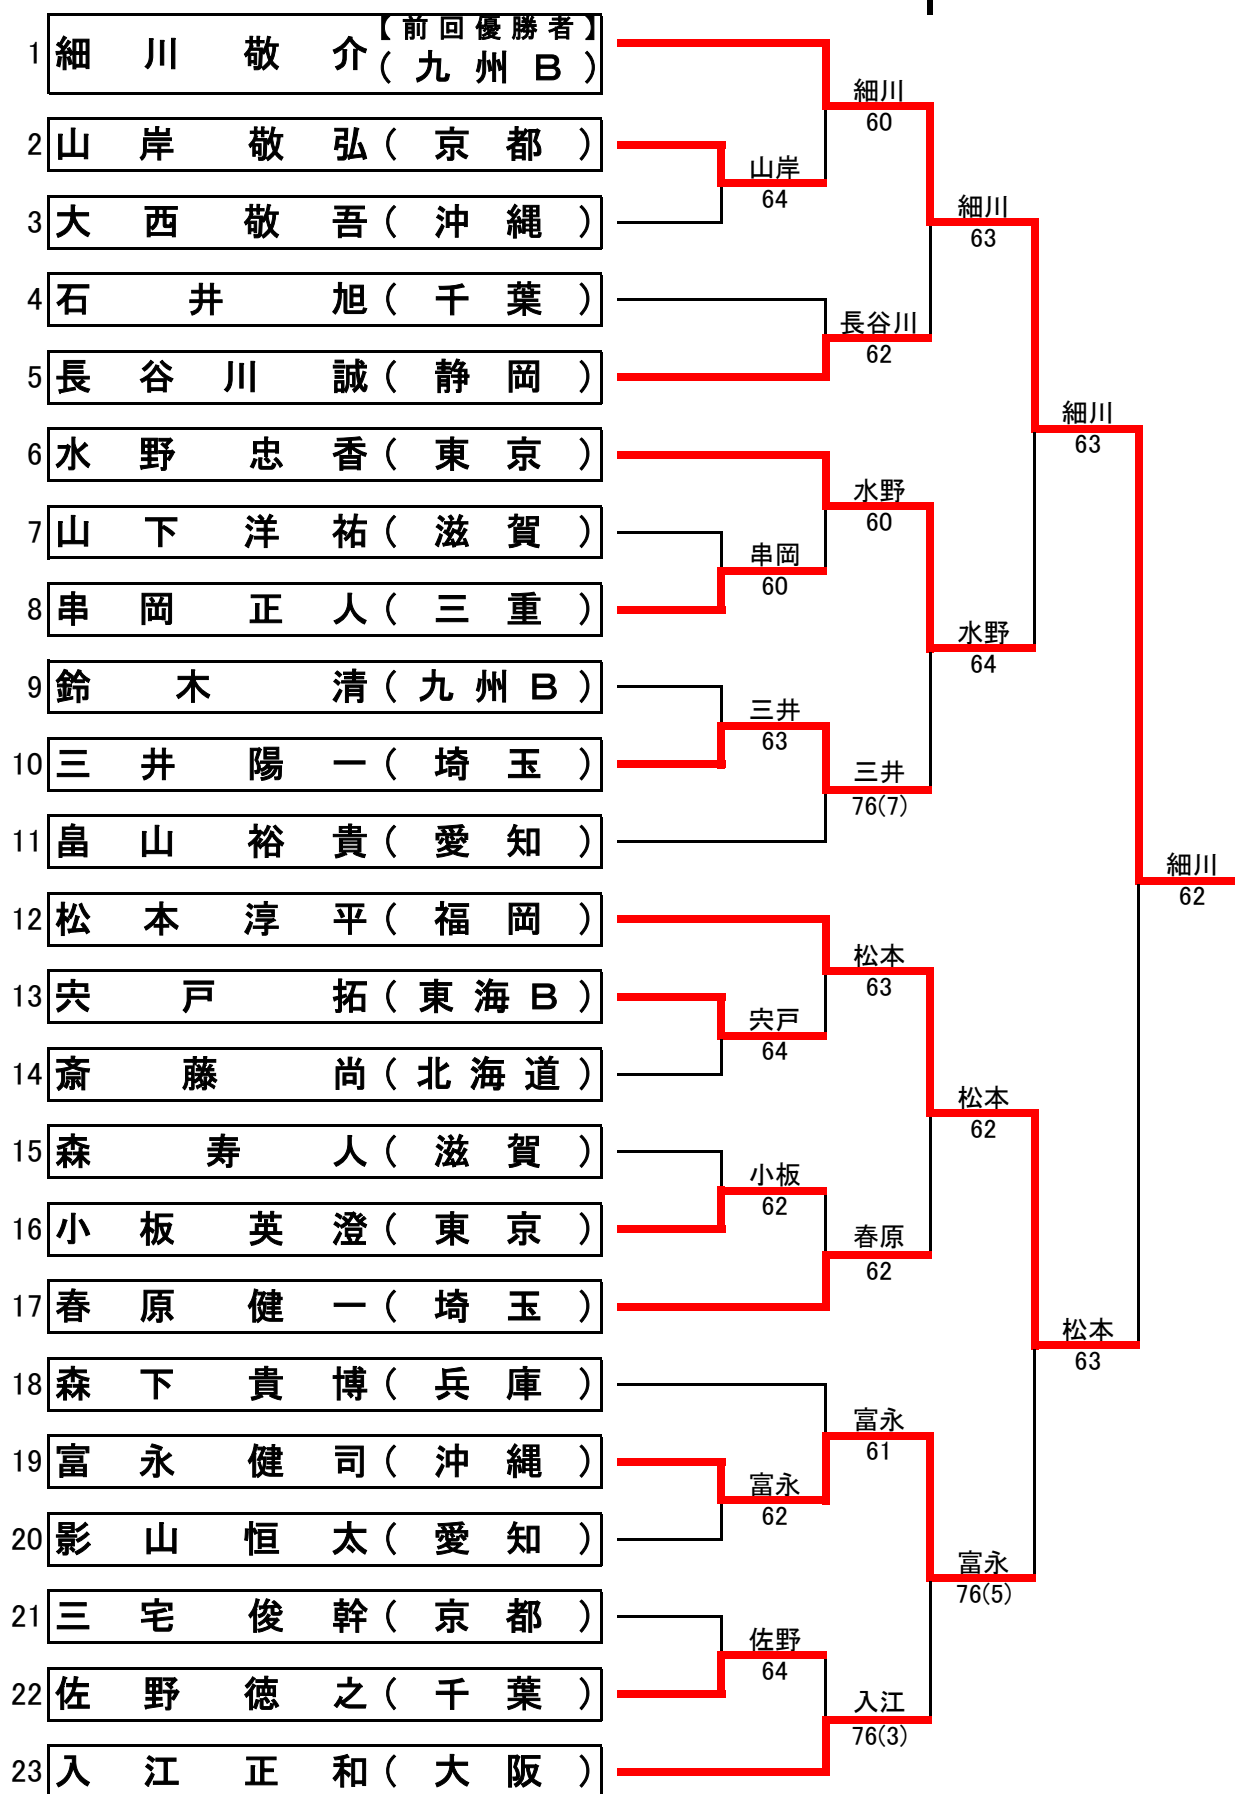 1 細川敬介 【前回優勝者】
(九州B)
2 山岸敬弘(京都)
3 大西敬吾(沖縄)
4 石井旭(千葉)
5 長谷川誠(静岡)
6 水野忠香(東京)
7 山下洋祐(滋賀)
8 串岡正人(三重)
9 鈴木清(九州B)
10 三井陽一(埼玉)
11 畠山裕貴(愛知)
12 松本淳平(福岡)
13 宍戸拓(東海B)
14 斎藤尚(北海道)
15 森寿人(滋賀)
16 小板英澄(東京)
17 春原健一(埼玉)
18 森下貴博(兵庫)
19 富永健司(沖縄)
20 影山恒太(愛知)
21 三宅俊幹(京都)
22 佐野徳之(千葉)
23 入江正和(大阪)
山岸
64
串岡
60
三井
63
宍戸
64
小板
62
富永
62
佐野
64
細川
60
長谷川
62
水野
60
三井
76(7)
松本
63
春原
62
富永
61
入江
76(3)
細川
63
水野
64
松本
62
富永
76(5)
細川
63
松本
63
細川
62